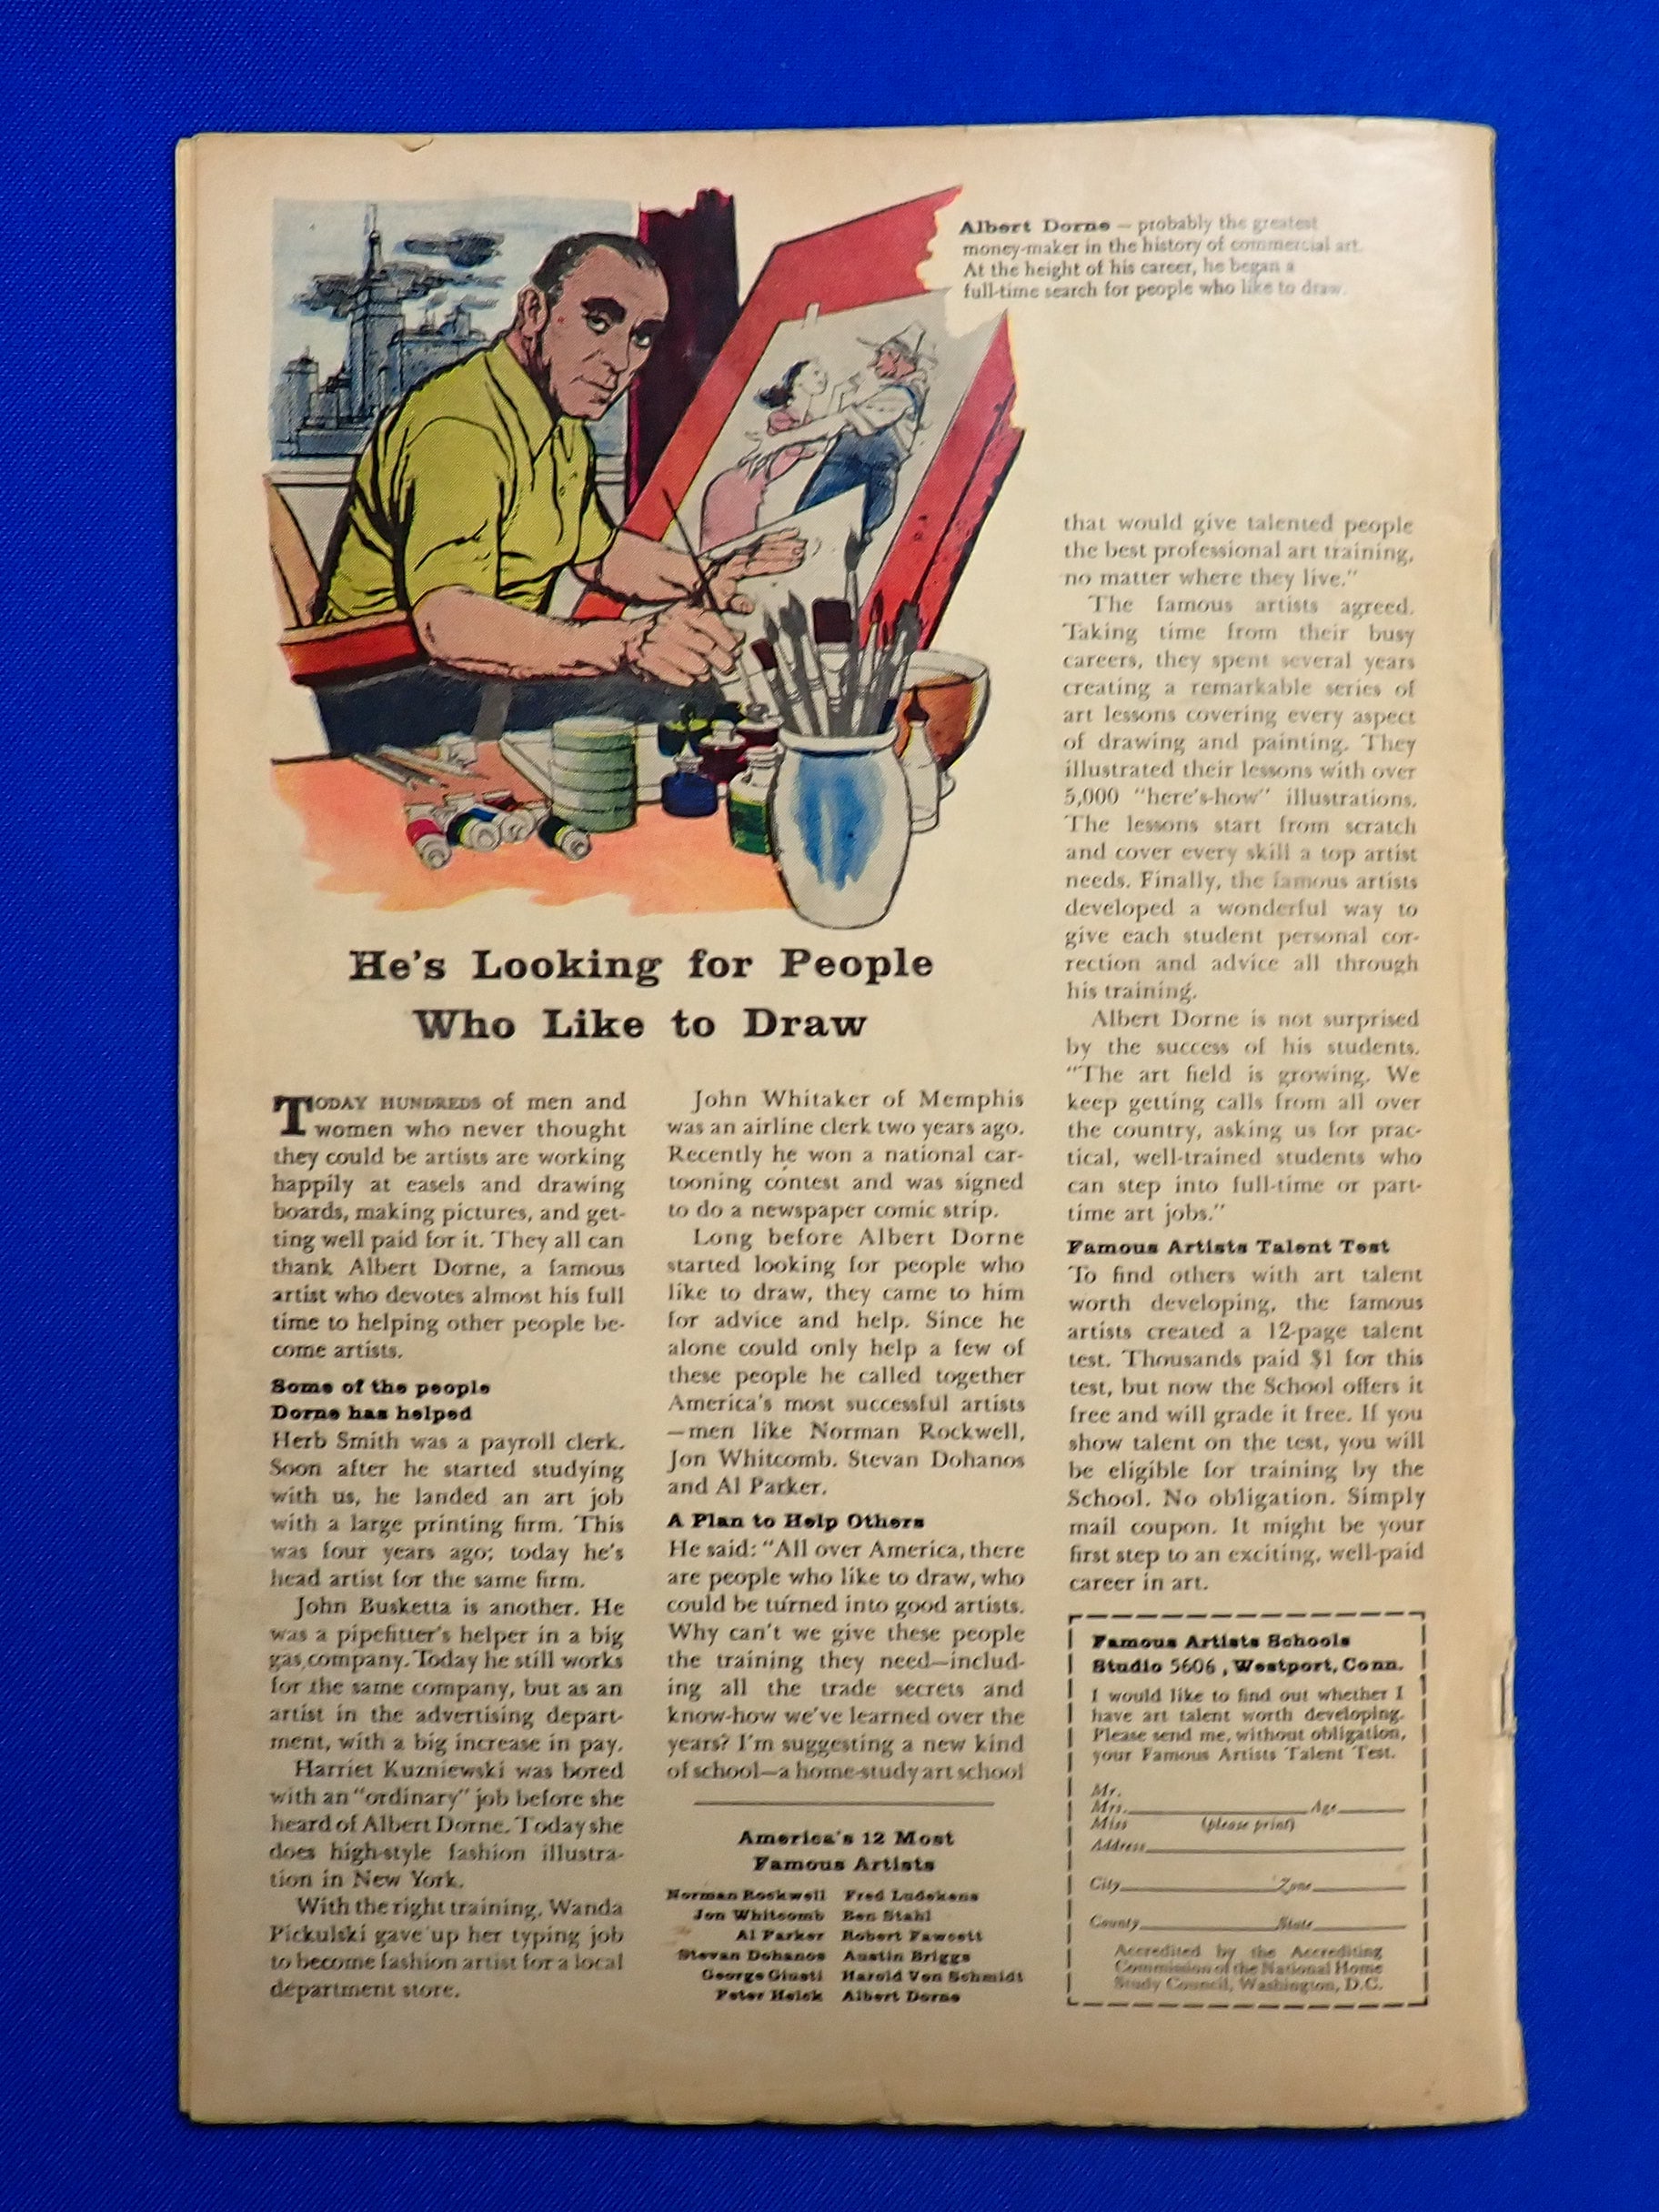 Albert Dorne — probably the greatest
money-maker in the history of commercial art.
At the height of his career, he began a
full-time search for people who like to draw.
He's Looking for People
Who Like to Draw
TODAY HUNDREDS of men and
women who never thought
they could be artists are working
happily at easels and drawing
boards, making pictures, and get-
ting well paid for it. They all can
thank Albert Dorne, a famous
artist who devotes almost his full
time to helping other people be-
come artists.
Some of the people
Dorne has helped
Herb Smith was a payroll clerk.
Soon after he started studying
with us, he landed an art job
with a large printing firm. This
was four years ago; today he's
head artist for the same firm.
John Busketta is another. He
was a pipefitter's helper in a big
gas company. Today he still works
for the same company, but as an
artist in the advertising depart-
ment, with a big increase in pay.
Harriet Kuzniewski was bored
with an "ordinary" job before she
heard of Albert Dorne. Today she
does high-style fashion illustra-
tion in New York.
With the right training, Wanda
Pickulski gave up her typing job
to become fashion artist for a local
department store.
John Whitaker of Memphis
was an airline clerk two years ago.
Recently he won a national car-
tooning contest and was signed
to do a newspaper comic strip.
Long before Albert Dorne
started looking for people who
like to draw, they came to him
for advice and help. Since he
alone could only help a few of
these people he called together
America's most successful artists
—men like Norman Rockwell,
Jon Whitcomb. Stevan Dohanos
and Al Parker.
A Plan to Help Others
He said: "All over America, there
are people who like to draw, who
could be turned into good artists.
Why can't we give these people
the training they need—includ-
ing all the trade secrets and
know-how we've learned over the
years? I'm suggesting a new kind
of school—a home-study art school
America's 12 Most
Famous Artists
Norman Rockwell Fred Ludekens
Jon Whitcomb Ben Stahl
Al Parker Robert Fawcett
Stevan Dohanos Austin Briggs
George Giusti Harold Von Schmidt
Peter Helck Albert Dorne
that would give talented people
the best professional art training,
no matter where they live."
The famous artists agreed.
Taking time from their busy
careers, they spent several years
creating a remarkable series of
art lessons covering every aspect
of drawing and painting. They
illustrated their lessons with over
5,000 "here's-how" illustrations.
The lessons start from scratch
and cover every skill a top artist
needs. Finally, the famous artists
developed a wonderful way to
give each student personal cor-
rection and advice all through
his training.
Albert Dorne is not surprised
by the success of his students.
"The art field is growing. We
keep getting calls from all over
the country, asking us for prac-
tical, well-trained students who
can step into full-time or part-
time art jobs."
Famous Artists Talent Test
To find others with art talent
worth developing, the famous
artists created a 12-page talent
test. Thousands paid $1 for this
test, but now the School offers it
free and will grade it free. If you
show talent on the test, you will
be eligible for training by the
School. No obligation. Simply
mail coupon. It might be your
first step to an exciting, well-paid
career in art.
Famous Artists Schools
Studio 5606, Westport, Conn.
I would like to find out whether I
have art talent worth developing.
Please send me, without obligation,
your Famous Artists Talent Test.
Mr.
Mrs. Age
Miss (please print)
Address
City Zone
County State
Accredited by the Accrediting
Commission of the National Home
Study Council, Washington, D.C.